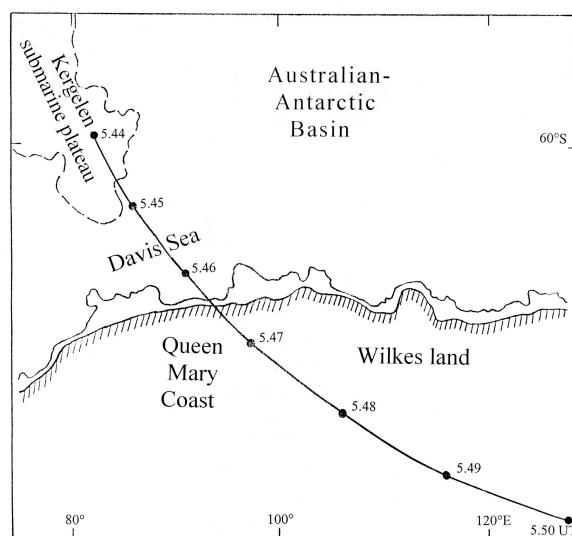 Kergelen
submarine plateau
Australian-
Antarctic
Basin
5.44
60°S
5.45
Davis Sea
5.46
5.47
Queen
Mary
Coast
Wilkes land
5.48
5.49
80°
100°
120°E
5.50 UT